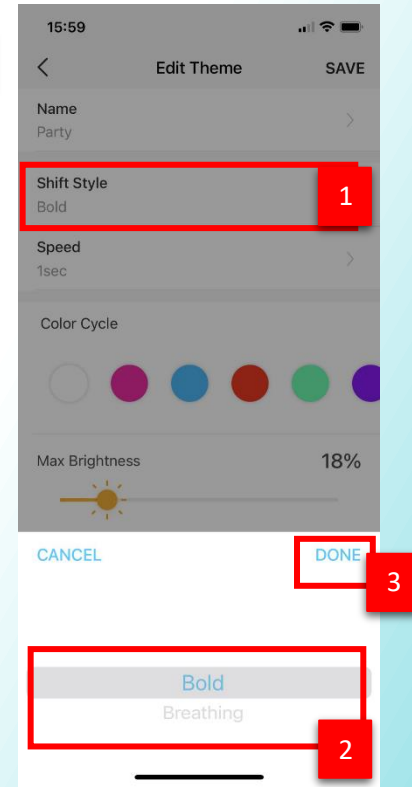 15:59
Edit Theme
SAVE
Name
Party
Shift Style
Bold
1
Speed
1sec
Color Cycle
Max Brightness
18%
CANCEL
DONE
3
Bold
Breathing
2